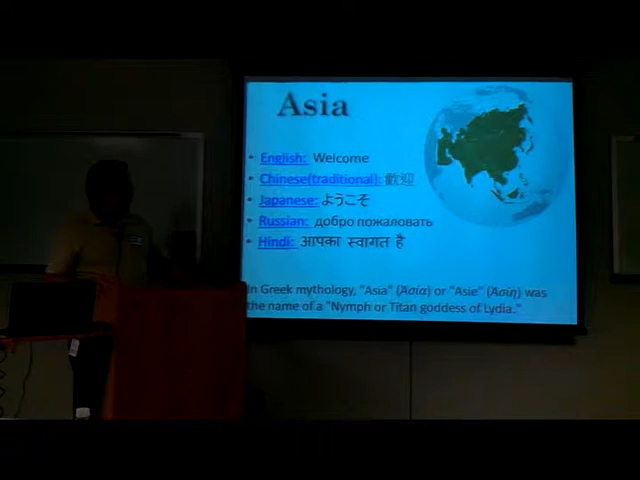 Asia
• English: Welcome
• Chinese(traditional): 歡迎
• Japanese: ようこそ
• Russian: добро пожаловать
• Hindi: आपका स्वागत है
In Greek mythology, "Asia" (Ἀσία) or "Asie" (Ἀσίη) was
the name of a "Nymph or Titan goddess of Lydia."